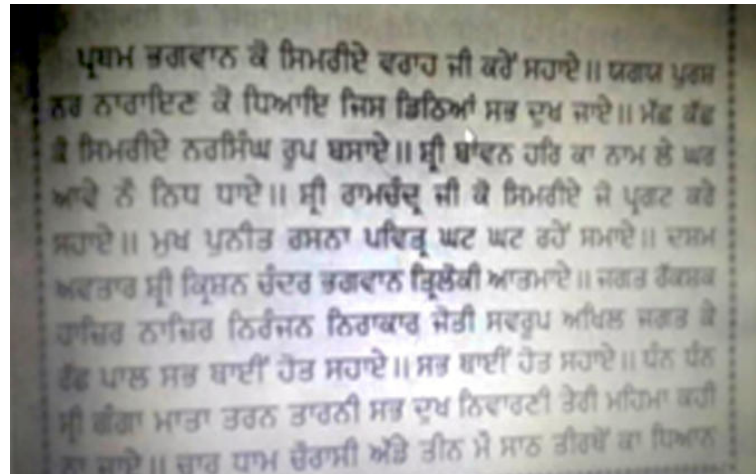 ਪ੍ਰਥਮ ਭਗਵਾਨ ਕੋ ਸਿਮਰੀਏ ਵਰਾਹ ਜੀ ਕਰੇਂ ਸਹਾਏ॥ ਯਗਯ ਪੁਰਸ਼
ਨਰ ਨਾਰਾਇਣ ਕੋ ਧਿਆਇ ਜਿਸ ਡਿਠਿਆਂ ਸਭ ਦੁਖ ਜਾਏ॥ ਮੱਛ ਕੱਛ
ਕੋ ਸਿਮਰੀਏ ਨਰਸਿੰਘ ਰੂਪ ਬਸਾਏ॥ ਸ਼੍ਰੀ ਬਾਵਨ ਹਰਿ ਕਾ ਨਾਮ ਲੇ ਘਰ
ਆਵੇ ਨੌ ਨਿਧ ਧਾਏ॥ ਸ਼੍ਰੀ ਰਾਮਚੰਦ੍ਰ ਜੀ ਕੋ ਸਿਮਰੀਏ ਜੋ ਪ੍ਰਗਟ ਕਰੇ
ਸਹਾਏ॥ ਮੁਖ ਪੁਨੀਤ ਰਸਨਾ ਪਵਿਤ੍ਰ ਘਟ ਘਟ ਰਹੇਂ ਸਮਾਏ॥ ਦਸਮ
ਅਵਤਾਰ ਸ਼੍ਰੀ ਕ੍ਰਿਸ਼ਨ ਚੰਦਰ ਭਗਵਾਨ ਤ੍ਰਿਲੋਕੀ ਆਤਮਾਏ॥ ਜਗਤ ਰੱਕਸ਼ਕ
ਹਾਜ਼ਿਰ ਨਾਜ਼ਿਰ ਨਿਰੰਜਨ ਨਿਰਾਕਾਰ ਜੋਤੀ ਸਵਰੂਪ ਅਖਿਲ ਜਗਤ ਕੇ
ਰੱਛ ਪਾਲ ਸਭ ਥਾਈਂ ਹੋਤ ਸਹਾਏ॥ ਸਭ ਥਾਈਂ ਹੋਤ ਸਹਾਏ॥ ਧੰਨ ਧੰਨ
ਸ਼੍ਰੀ ਗੰਗਾ ਮਾਤਾ ਤਰਨ ਤਾਰਨੀ ਸਭ ਦੁਖ ਨਿਵਾਰਣੀ ਤੇਰੀ ਮਹਿਮਾ ਕਹੀ
ਨਾ ਜਾਏ॥ ਚਾਰ ਧਾਮ ਚੌਰਾਸੀ ਅੱਡੇ ਤੀਨ ਸੌ ਸਾਠ ਤੀਰਥੋਂ ਕਾ ਧਿਆਨ